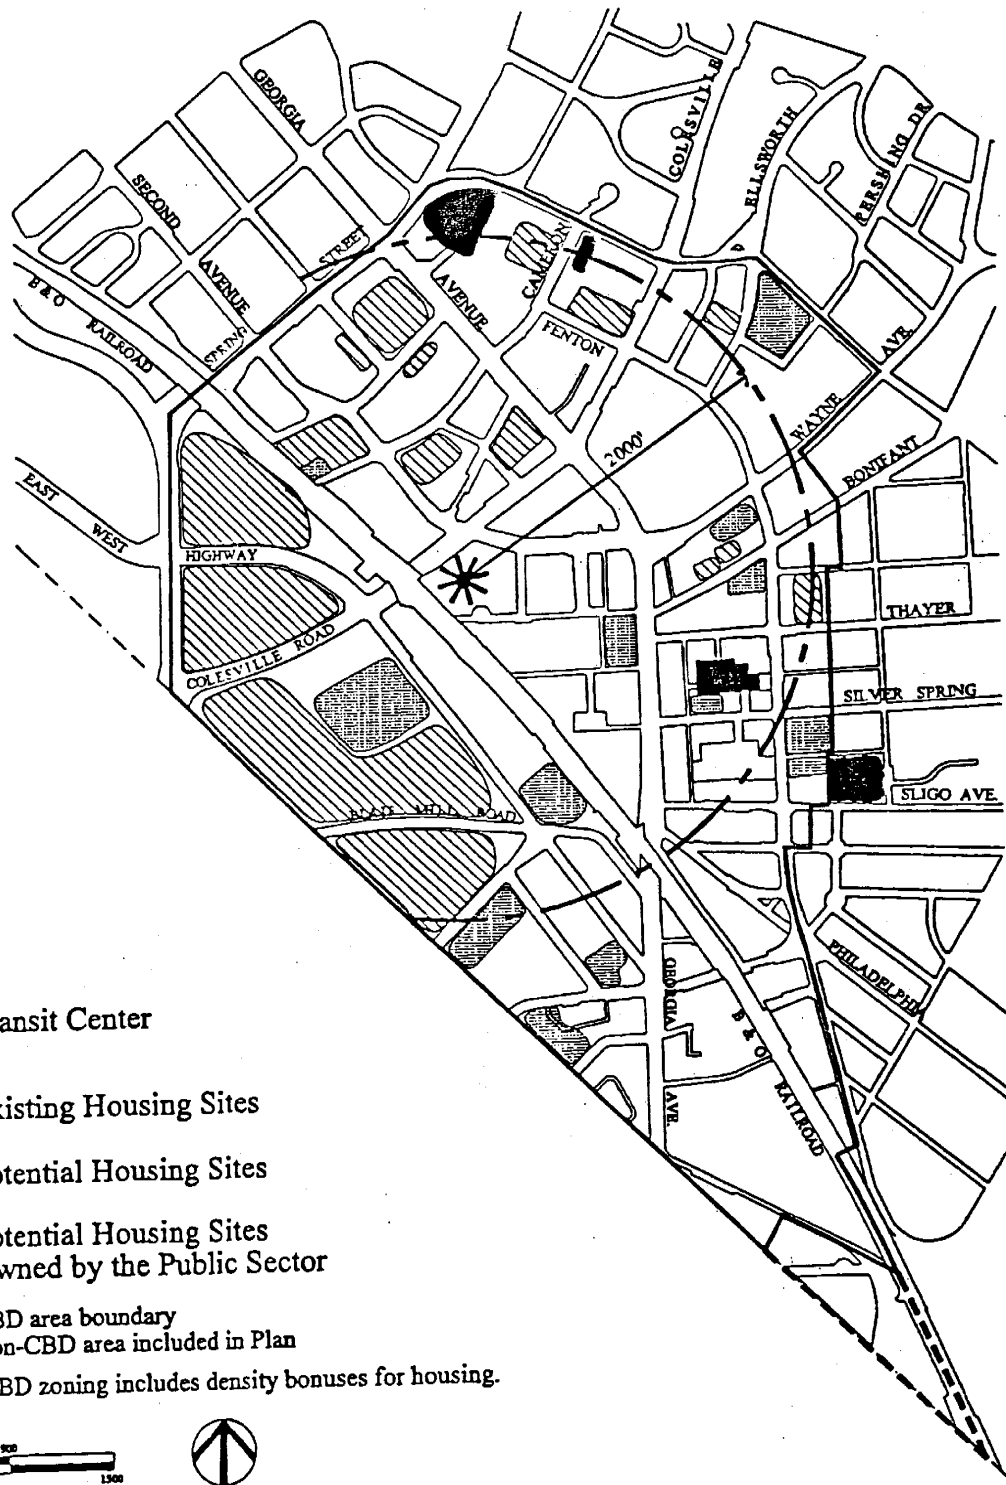 GEORGIA
COLESVILLE
ELLSWORTH
PERSHING DR.
SECOND
AVENUE
STREET
SPRING
AVENUE
CAMERON
FENTON
B & O
RAILROAD
WAYNE
AVE.
BONIFANT
2000'
EAST
WEST
HIGHWAY
THAYER
COLESVILLE ROAD
SILVER SPRING
BLAIR MILL ROAD
SLIGO AVE.
PHILADELPHIA
GEORGIA
AVE.
B & O
RAILROAD
ansit Center
xisting Housing Sites
otential Housing Sites
otential Housing Sites
wned by the Public Sector
BD area boundary
on-CBD area included in Plan
BD zoning includes density bonuses for housing.
900
1500